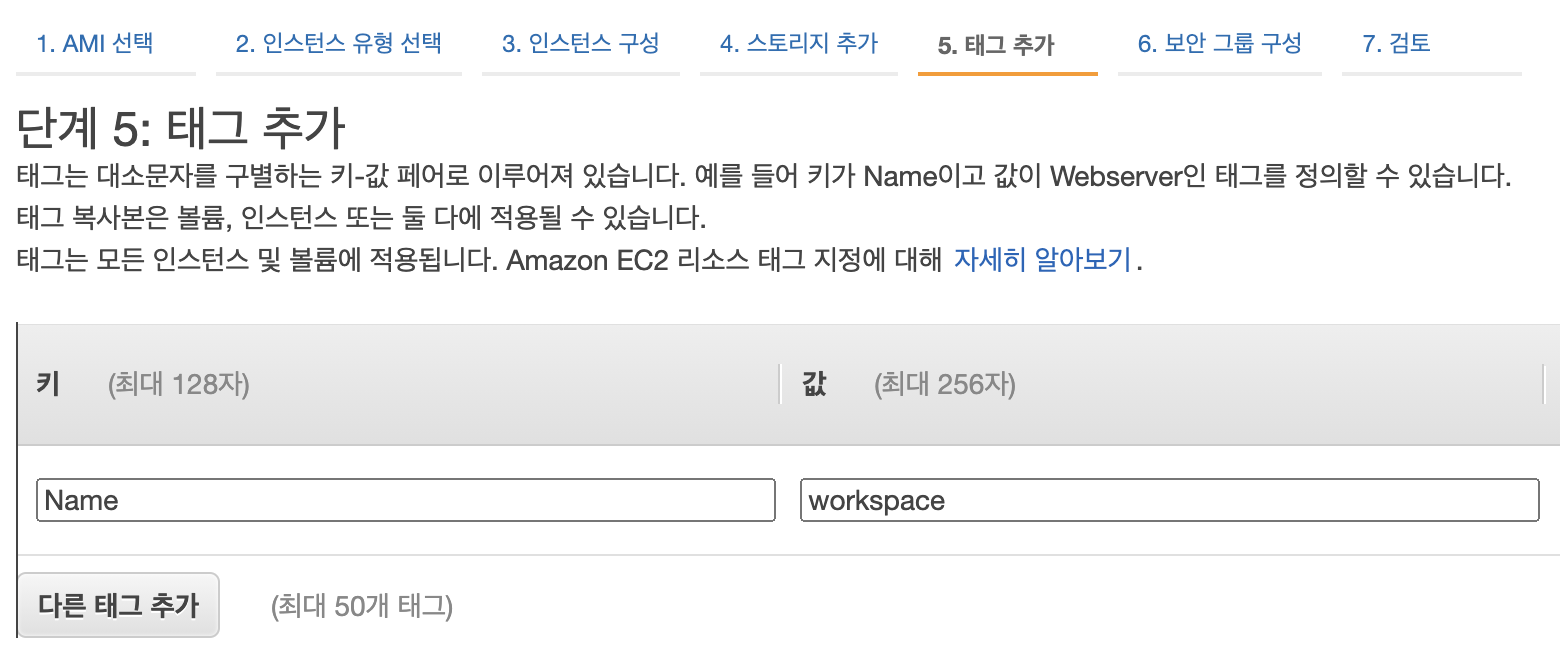 1. AMI 선택 2. 인스턴스 유형 선택 3. 인스턴스 구성 4. 스토리지 추가 5. 태그 추가 6. 보안 그룹 구성 7. 검토
단계 5: 태그 추가
태그는 대소문자를 구별하는 키-값 페어로 이루어져 있습니다. 예를 들어 키가 Name이고 값이 Webserver인 태그를 정의할 수 있습니다.
태그 복사본은 볼륨, 인스턴스 또는 둘 다에 적용될 수 있습니다.
태그는 모든 인스턴스 및 볼륨에 적용됩니다. Amazon EC2 리소스 태그 지정에 대해 자세히 알아보기.
키 (최대 128자) 값 (최대 256자)
Name workspace
다른 태그 추가 (최대 50개 태그)